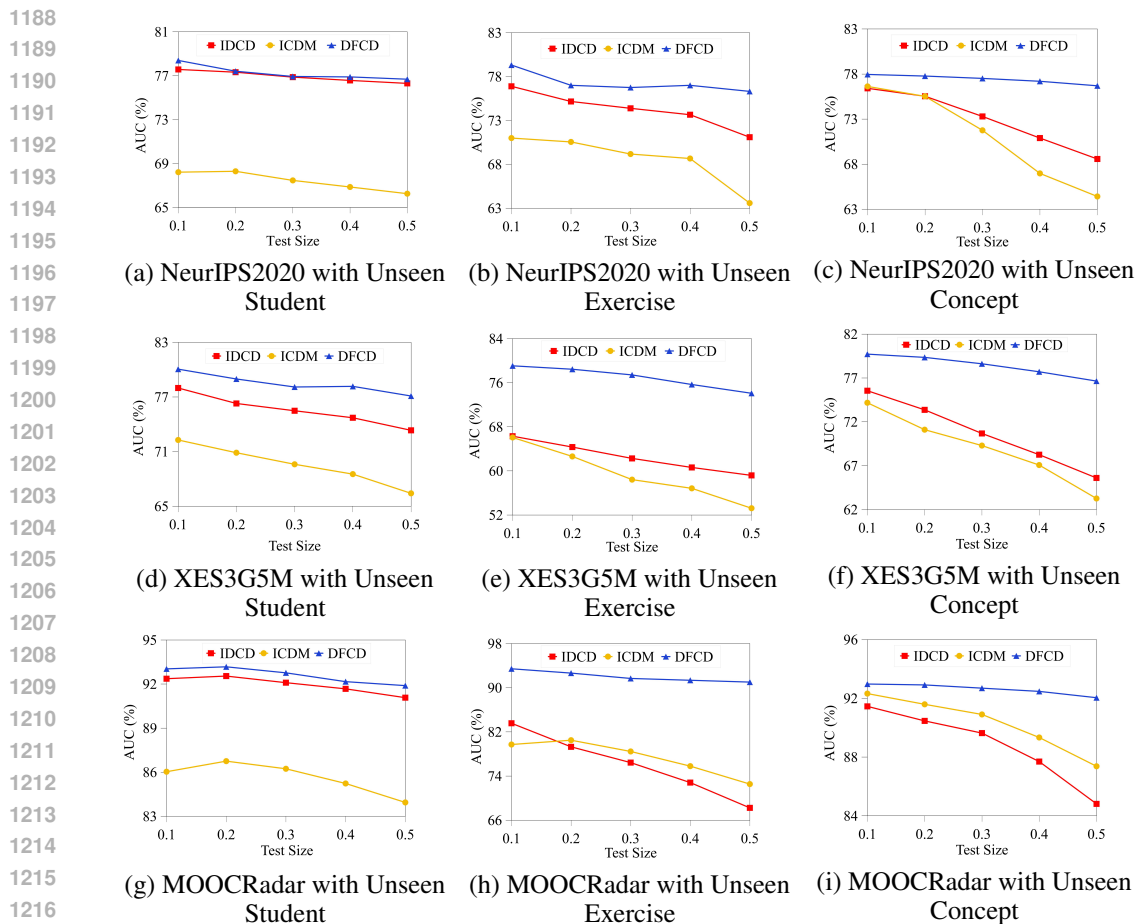 1188
1189
1190
1191
1192
1193
1194
1195
1196
1197
1198
1199
1200
1201
1202
1203
1204
1205
1206
1207
1208
1209
1210
1211
1212
1213
1214
1215
1216
IDCD ICDM DFCD
AUC (%)
81
77
73
69
65
0.1 0.2 0.3 0.4 0.5
Test Size
(a) NeurIPS2020 with Unseen
Student
IDCD ICDM DFCD
AUC (%)
83
78
73
68
63
0.1 0.2 0.3 0.4 0.5
Test Size
(b) NeurIPS2020 with Unseen
Exercise
IDCD ICDM DFCD
AUC (%)
83
78
73
68
63
0.1 0.2 0.3 0.4 0.5
Test Size
(c) NeurIPS2020 with Unseen
Concept
IDCD ICDM DFCD
AUC (%)
83
77
71
65
0.1 0.2 0.3 0.4 0.5
Test Size
(d) XES3G5M with Unseen
Student
IDCD ICDM DFCD
AUC (%)
84
76
68
60
52
0.1 0.2 0.3 0.4 0.5
Test Size
(e) XES3G5M with Unseen
Exercise
IDCD ICDM DFCD
AUC (%)
82
77
72
67
62
0.1 0.2 0.3 0.4 0.5
Test Size
(f) XES3G5M with Unseen
Concept
IDCD ICDM DFCD
AUC (%)
95
92
89
86
83
0.1 0.2 0.3 0.4 0.5
Test Size
(g) MOOCRadar with Unseen
Student
IDCD ICDM DFCD
AUC (%)
98
90
82
74
66
0.1 0.2 0.3 0.4 0.5
Test Size
(h) MOOCRadar with Unseen
Exercise
IDCD ICDM DFCD
AUC (%)
96
92
88
84
0.1 0.2 0.3 0.4 0.5
Test Size
(i) MOOCRadar with Unseen
Concept